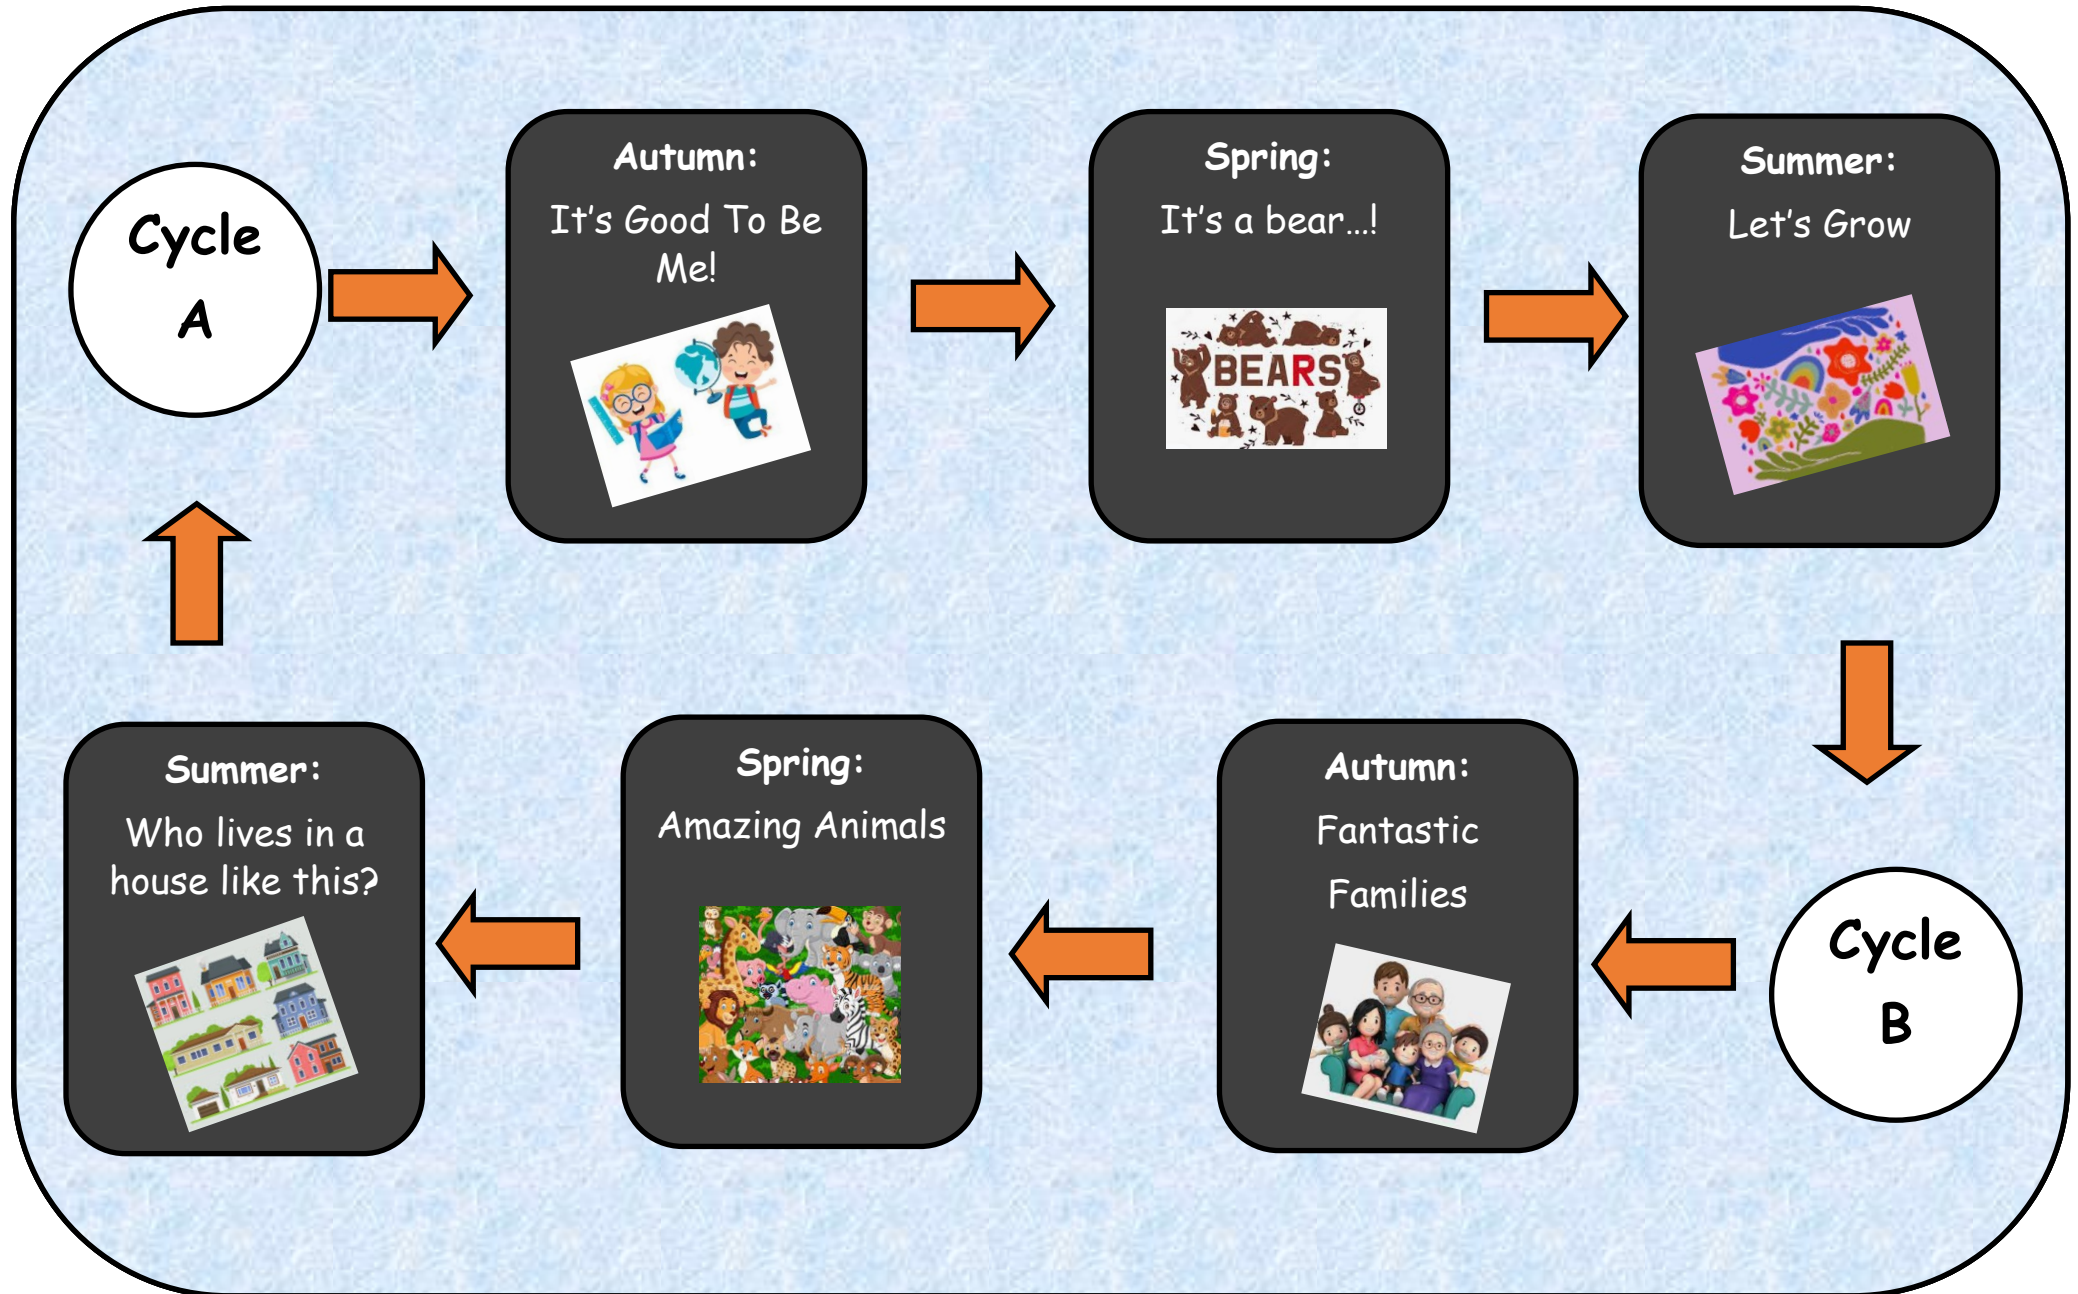 Cycle
A
Autumn:
It's Good To Be
Me!
Spring:
It's a bear...!
BEARS
Summer:
Let's Grow
Cycle
B
Autumn:
Fantastic
Families
Spring:
Amazing Animals
Summer:
Who lives in a
house like this?